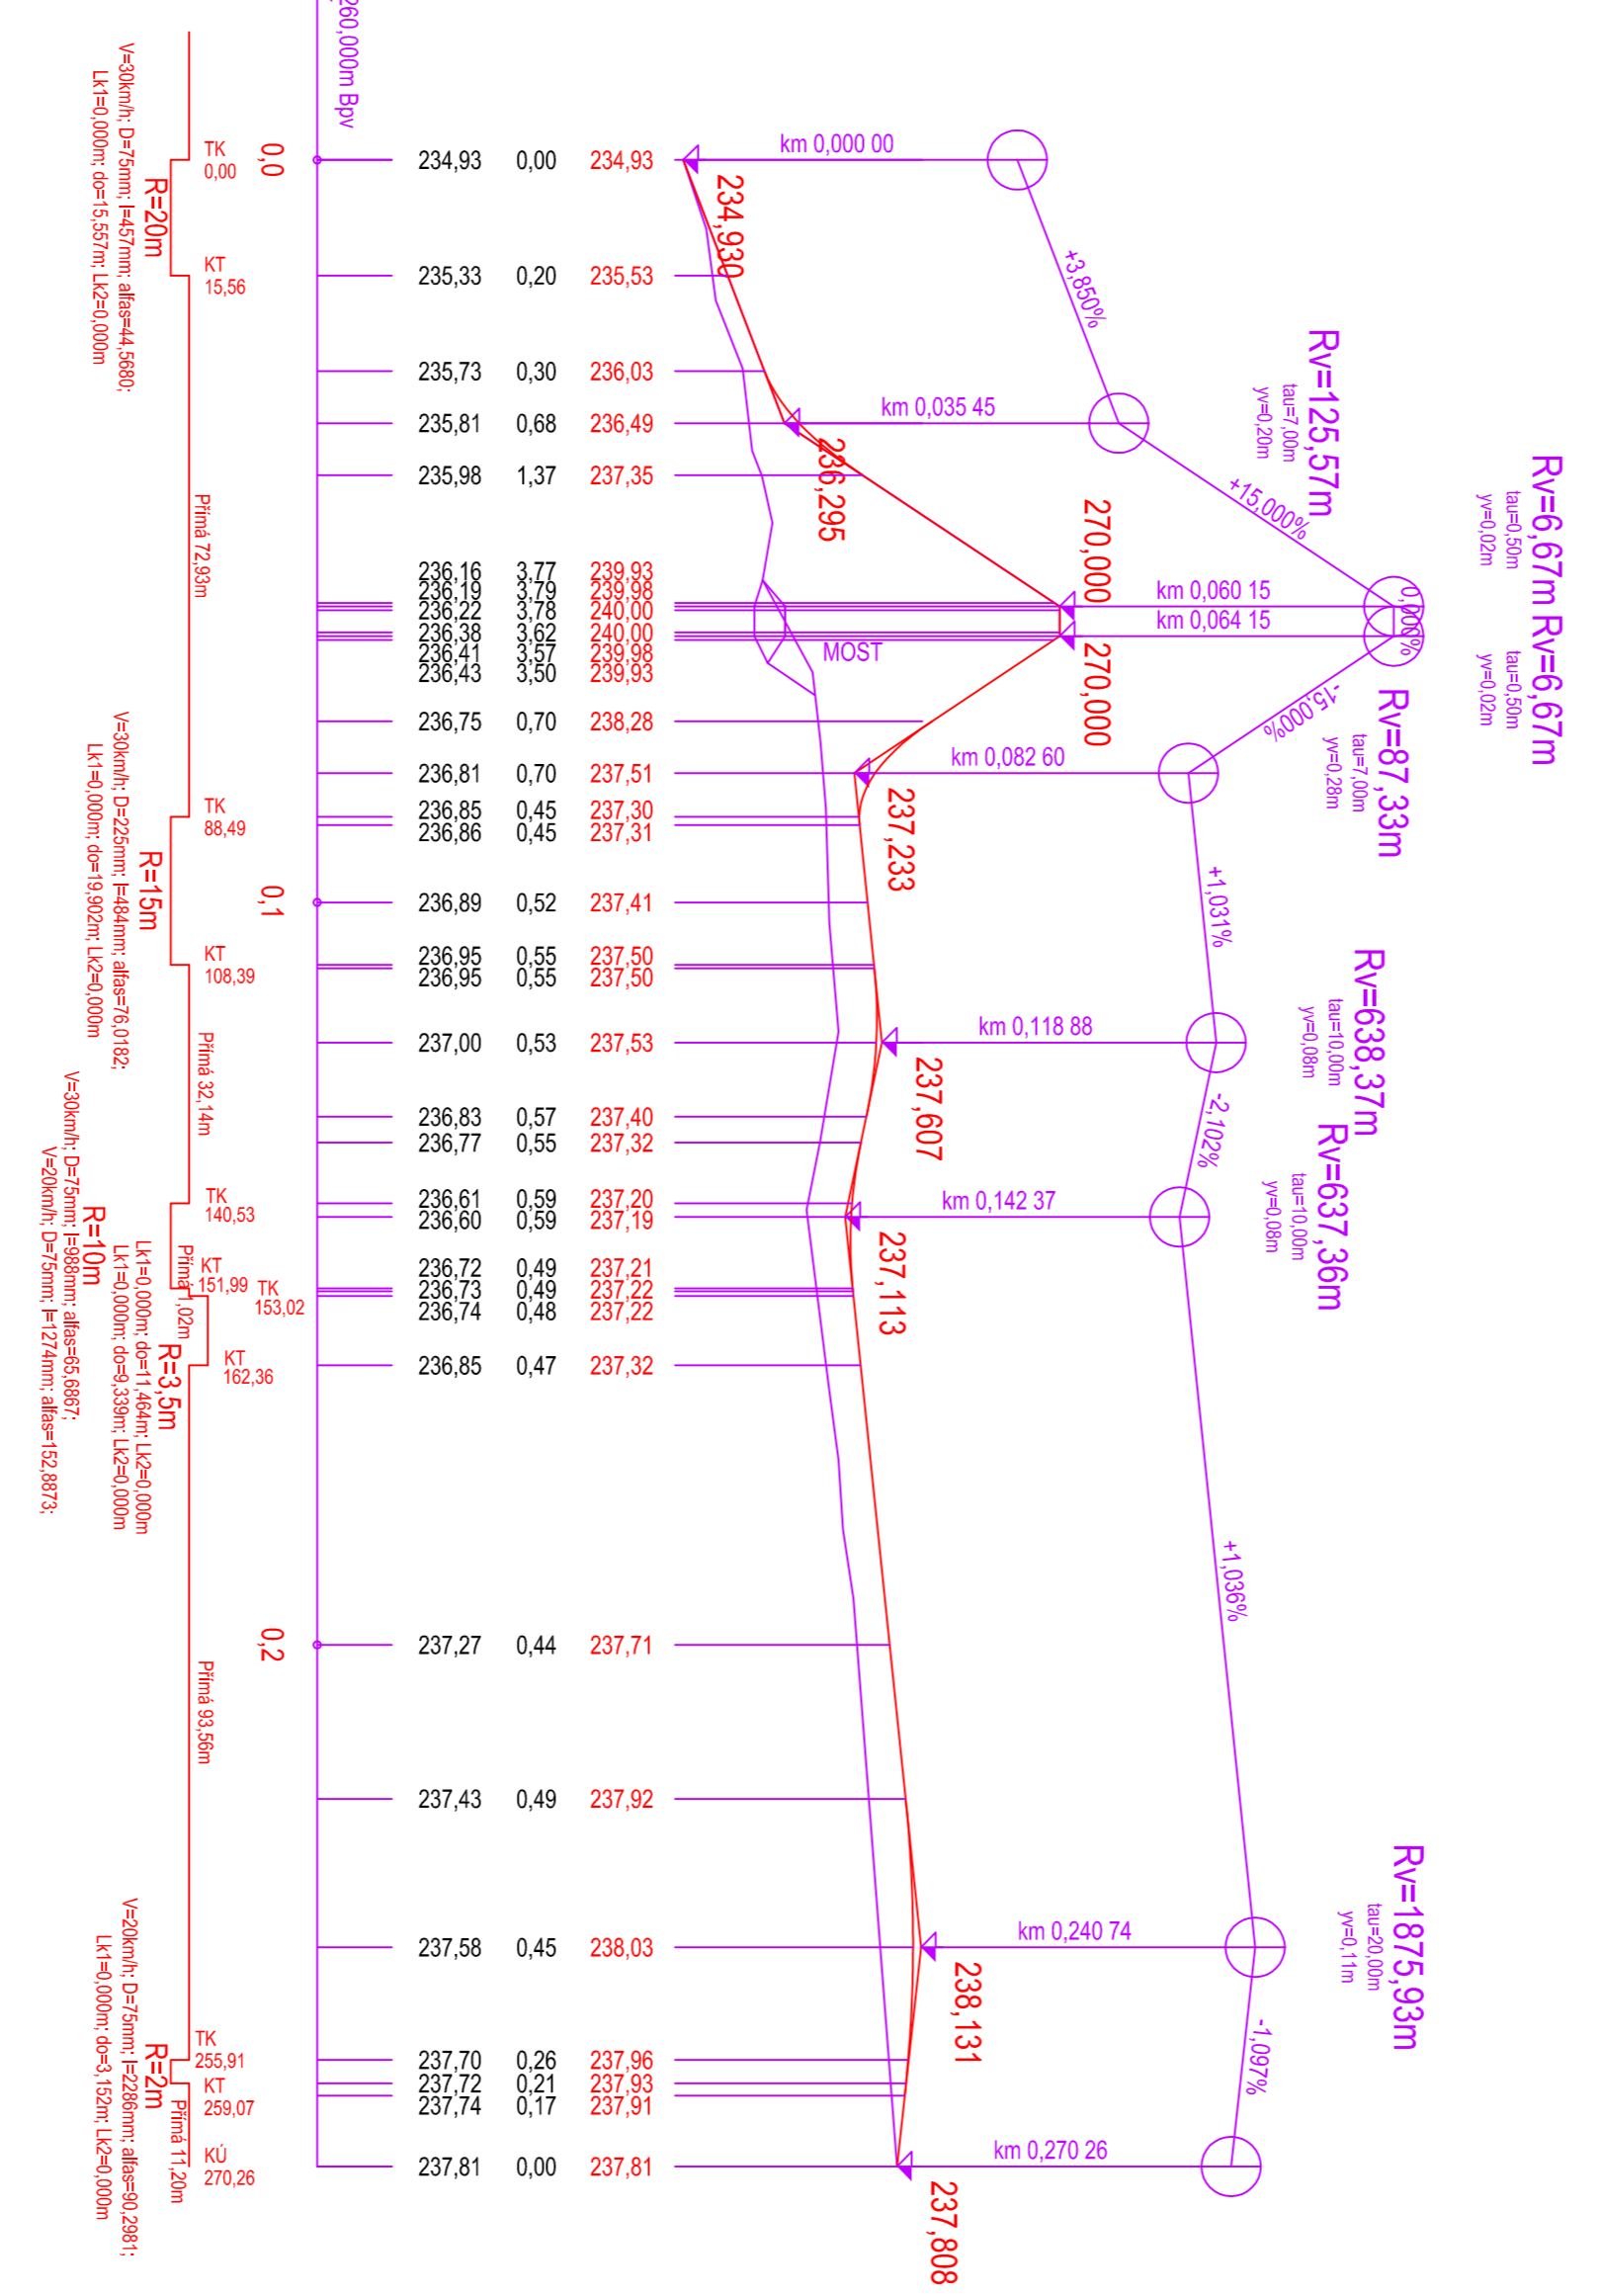 260,000m Bpv
V=30km/h; D=75mm; I=457mm; alfas=44,5680;
Lk1=0,000m; do=15,557m; Lk2=0,000m
R=20m
TK
0,00
KT
15,56
0,0
234,93 0,00 234,93
km 0,000 00
234,930
+3,850%
235,33 0,20 235,53
235,73 0,30 236,03
235,81 0,68 236,49
km 0,035 45
236,295
Rv=125,57m
tau=7,00m
yv=0,20m
235,98 1,37 237,35
+15,000%
Přímá 72,93m
236,16 3,77 239,93
236,19 3,79 239,98
236,22 3,78 240,00
236,38 3,62 240,00
236,41 3,57 239,98
236,43 3,50 239,93
270,000
km 0,060 15
0,000%
km 0,064 15
270,000
MOST
Rv=6,67m Rv=6,67m
tau=0,50m
yv=0,02m
tau=0,50m
yv=0,02m
-15,000%
236,75 0,70 238,28
236,81 0,70 237,51
km 0,082 60
237,233
Rv=87,33m
tau=7,00m
yv=0,28m
TK
88,49
236,85 0,45 237,30
236,86 0,45 237,31
V=30km/h; D=225mm; I=484mm; alfas=76,0182;
Lk1=0,000m; do=19,902m; Lk2=0,000m
R=15m
0,1
236,89 0,52 237,41
+1,031%
KT
108,39
236,95 0,55 237,50
236,95 0,55 237,50
237,00 0,53 237,53
km 0,118 88
237,607
Rv=638,37m
tau=10,00m
yv=0,08m
Přímá 32,14m
236,83 0,57 237,40
236,77 0,55 237,32
-2,102%
TK
140,53
236,61 0,59 237,20
236,60 0,59 237,19
km 0,142 37
237,113
Rv=637,36m
tau=10,00m
yv=0,08m
V=30km/h; D=75mm; I=988mm; alfas=65,6867;
Lk1=0,000m; do=11,464m; Lk2=0,000m
R=10m
KT
151,99
Přímá 1,02m
TK
153,02
236,72 0,49 237,21
236,73 0,49 237,22
236,74 0,48 237,22
V=20km/h; D=75mm; I=1274mm; alfas=152,8873;
Lk1=0,000m; do=9,339m; Lk2=0,000m
R=3,5m
KT
162,36
236,85 0,47 237,32
+1,036%
0,2
237,27 0,44 237,71
Přímá 93,56m
237,43 0,49 237,92
237,58 0,45 238,03
km 0,240 74
238,131
Rv=1875,93m
tau=20,00m
yv=0,11m
TK
255,91
237,70 0,26 237,96
KT
259,07
237,72 0,21 237,93
237,74 0,17 237,91
-1,097%
V=20km/h; D=75mm; I=2286mm; alfas=90,2981;
Lk1=0,000m; do=3,152m; Lk2=0,000m
R=2m
Přímá 11,20m
KÚ
270,26
237,81 0,00 237,81
km 0,270 26
237,808